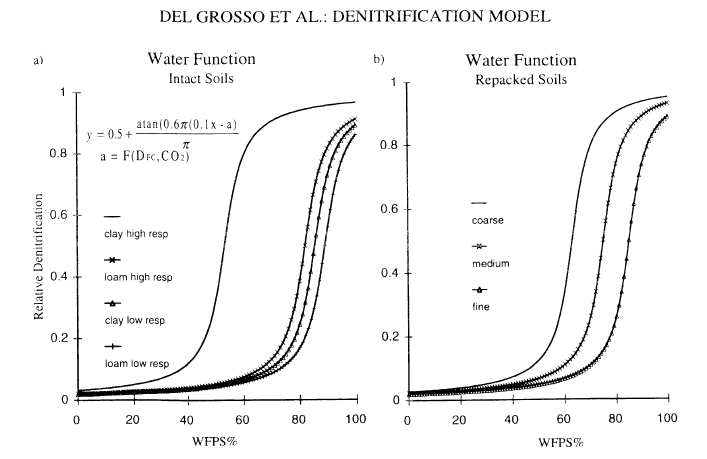 DEL GROSSO ET AL.: DENITRIFICATION MODEL
a)
Water Function
Intact Soils
1
0.8
0.6
0.4
0.2
0
Relative Denitrification
y = 0.5 + atan(0.6π(0.1x - a)
π
a = F(DFC,CO2)
clay high resp
loam high resp
clay low resp
loam low resp
0 20 40 60 80 100
WFPS%
b)
Water Function
Repacked Soils
1
0.8
0.6
0.4
0.2
0
coarse
medium
fine
0 20 40 60 80 100
WFPS%